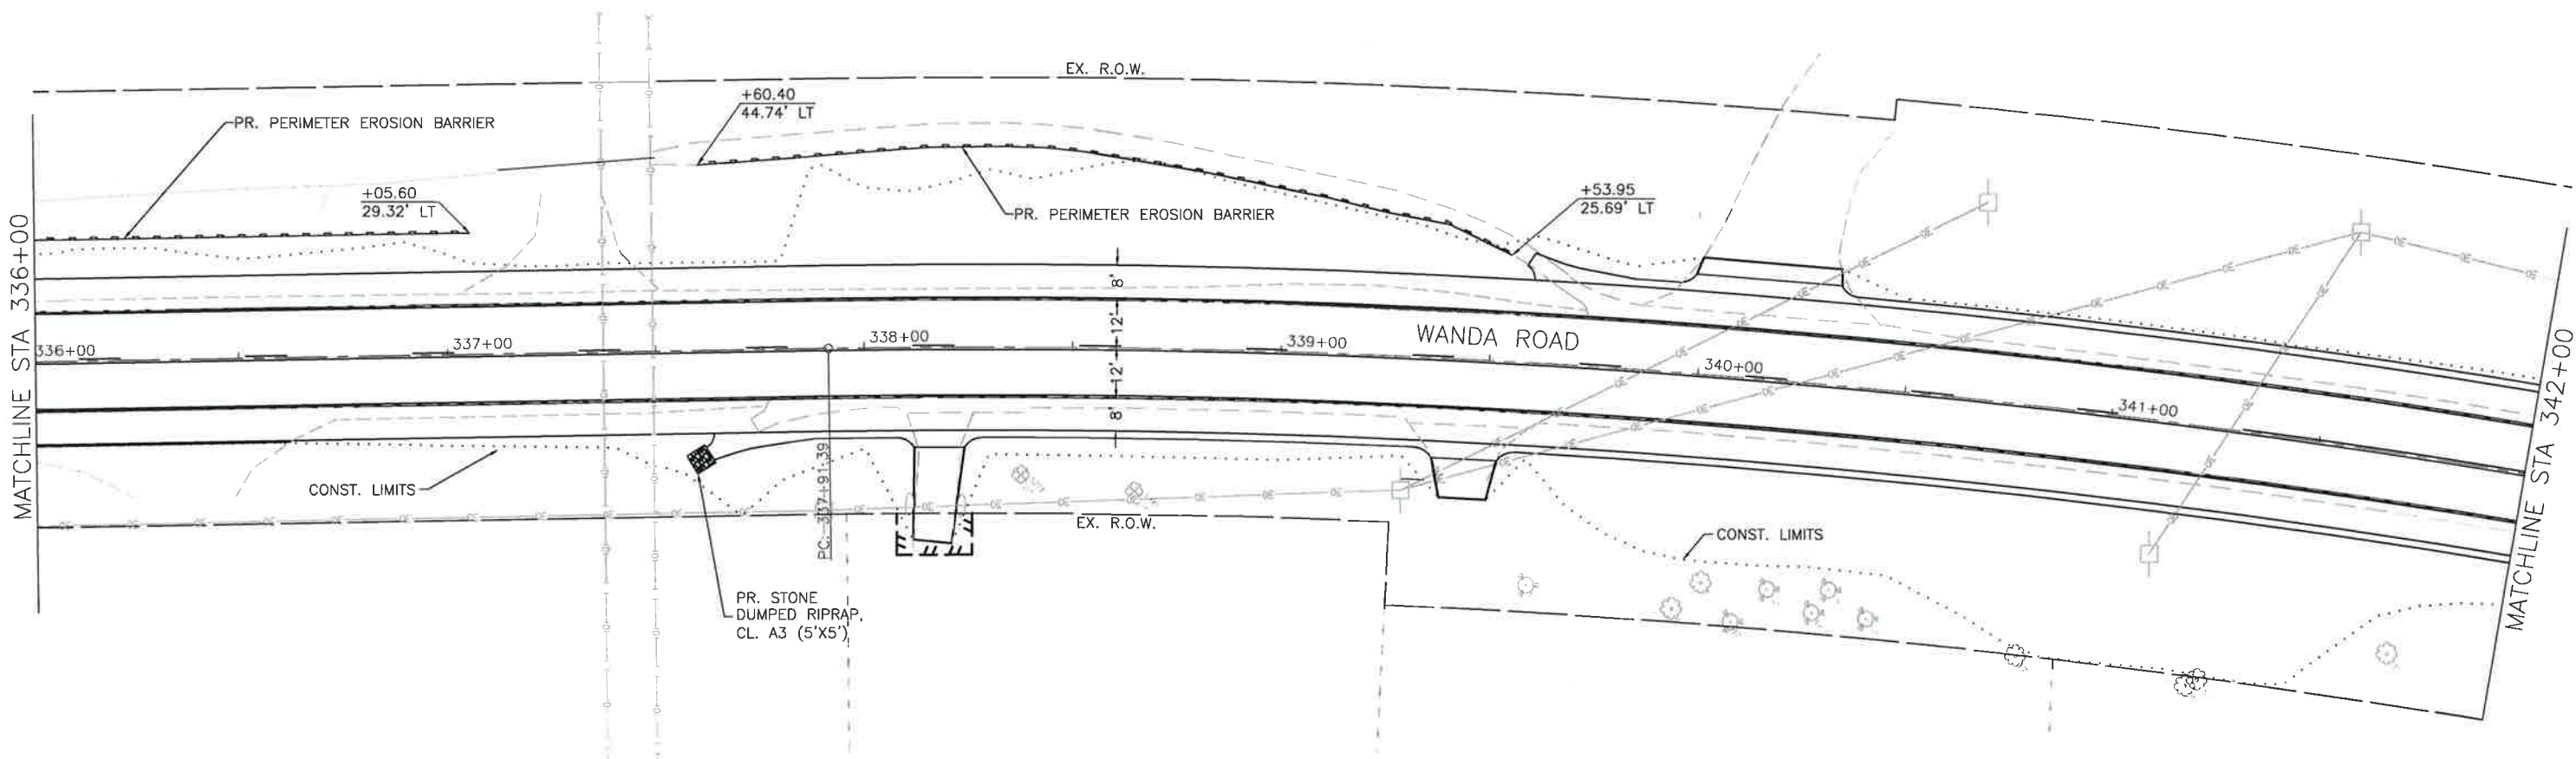 EX. R.O.W.
+60.40
44.74' LT
PR. PERIMETER EROSION BARRIER
+05.60
29.32' LT
PR. PERIMETER EROSION BARRIER
+53.95
25.69' LT
MATCHLINE STA 336+00
8'
12'
12'
8'
WANDA ROAD
336+00
337+00
338+00
339+00
340+00
341+00
MATCHLINE STA 342+00
CONST. LIMITS
PC: 337+91.39
EX. R.O.W.
CONST. LIMITS
PR. STONE
DUMPED RIPRAP,
CL. A3 (5'X5')